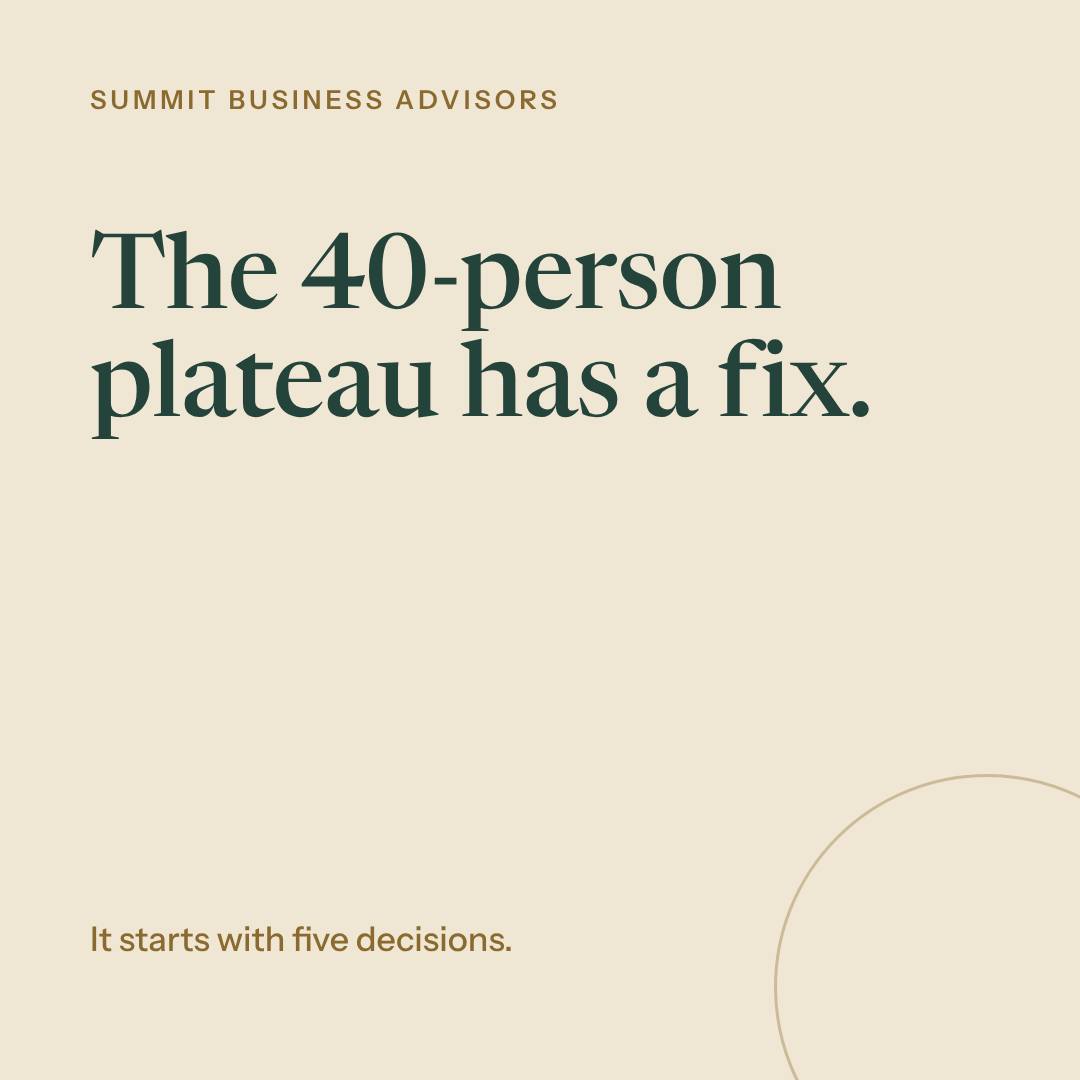 SUMMIT BUSINESS ADVISORS
The 40-person
plateau has a fix.
It starts with five decisions.